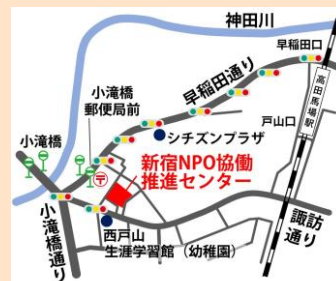 神田川
早稲田口
早稲田通り
高田馬場駅
戸山口
小滝橋
郵便局前
小滝橋
シチズンプラザ
新宿NPO協働
推進センター
小滝橋通り
西戸山
生涯学習館（幼稚園）
諏訪
通り